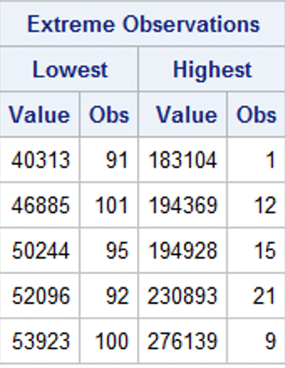 Extreme Observations
Lowest Highest
Value Obs Value Obs
40313 91 183104 1
46885 101 194369 12
50244 95 194928 15
52096 92 230893 21
53923 100 276139 9